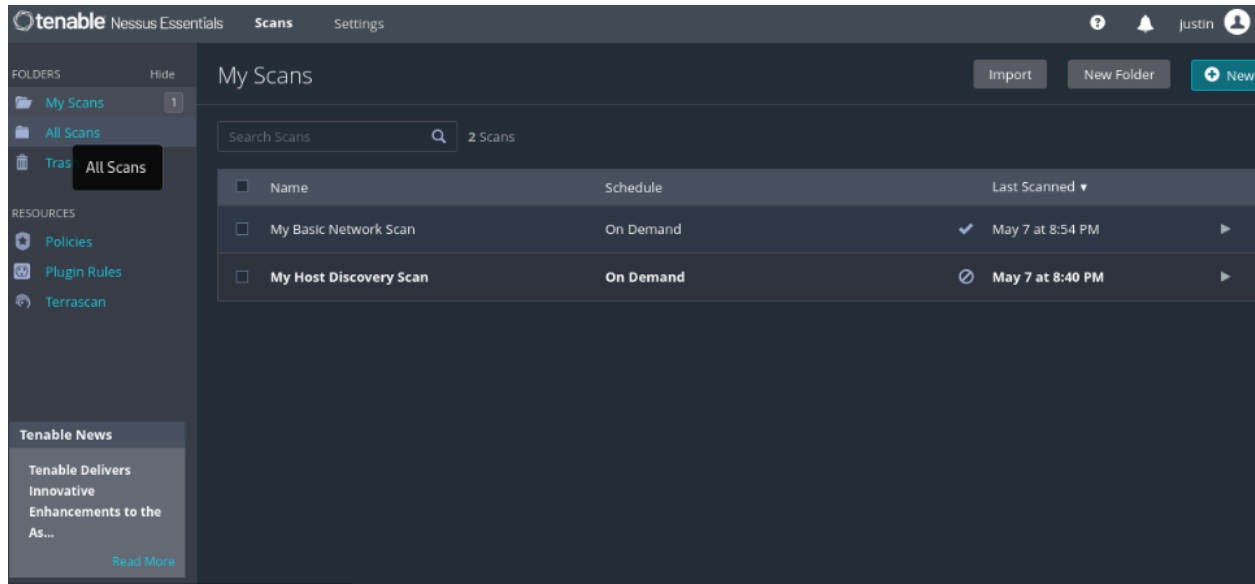 tenable Nessus Essentials Scans Settings justin
FOLDERS Hide
My Scans 1
All Scans
Tras
All Scans
RESOURCES
Policies
Plugin Rules
Terrascan
Tenable News
Tenable Delivers
Innovative
Enhancements to the
As...
Read More
My Scans Import New Folder New
Search Scans 2 Scans
Name Schedule Last Scanned ▼
My Basic Network Scan On Demand May 7 at 8:54 PM
My Host Discovery Scan On Demand May 7 at 8:40 PM